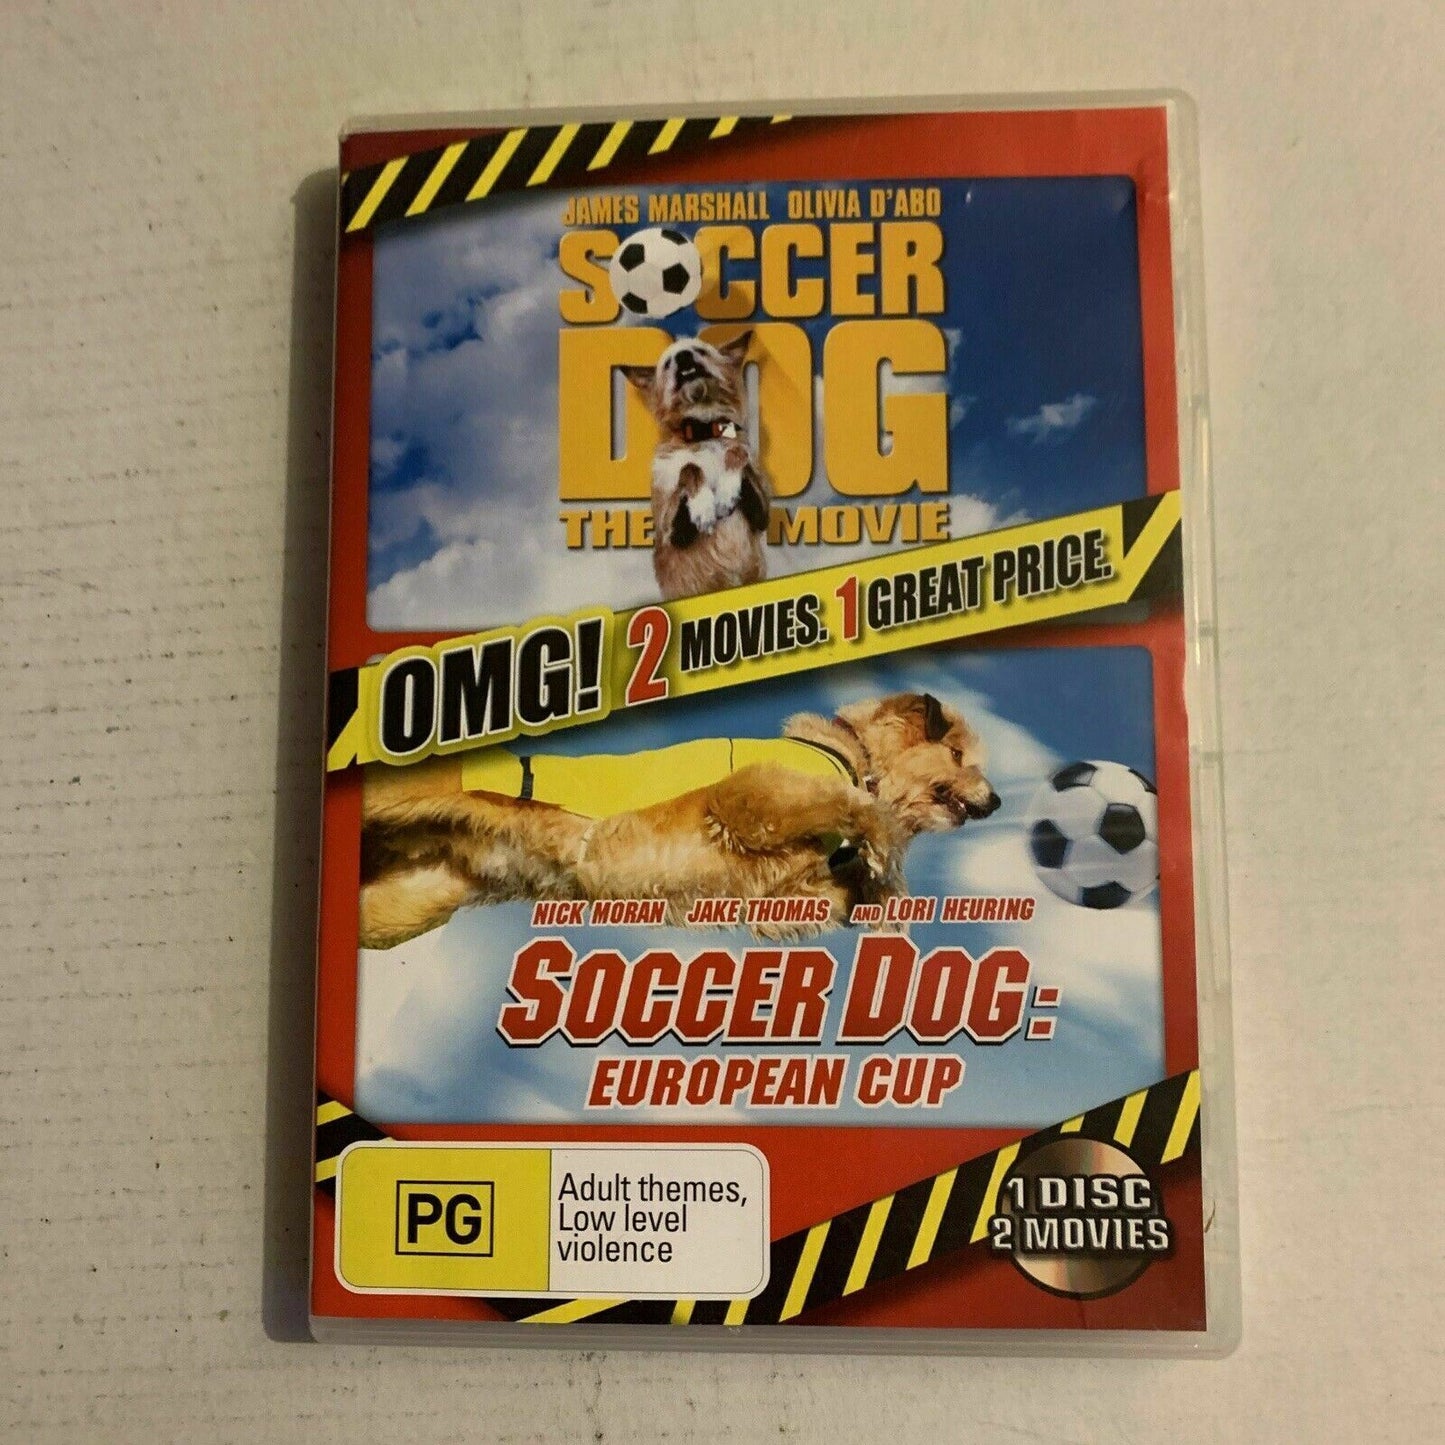 JAMES MARSHALL OLIVIA D'ABO
SOCCER
DOG
THE MOVIE
OMG! 2 MOVIES. 1 GREAT PRICE.
NICK MORAN JAKE THOMAS AND LORI HEURING
SOCCER DOG:
EUROPEAN CUP
PG
Adult themes,
Low level
violence
1 DISC
2 MOVIES